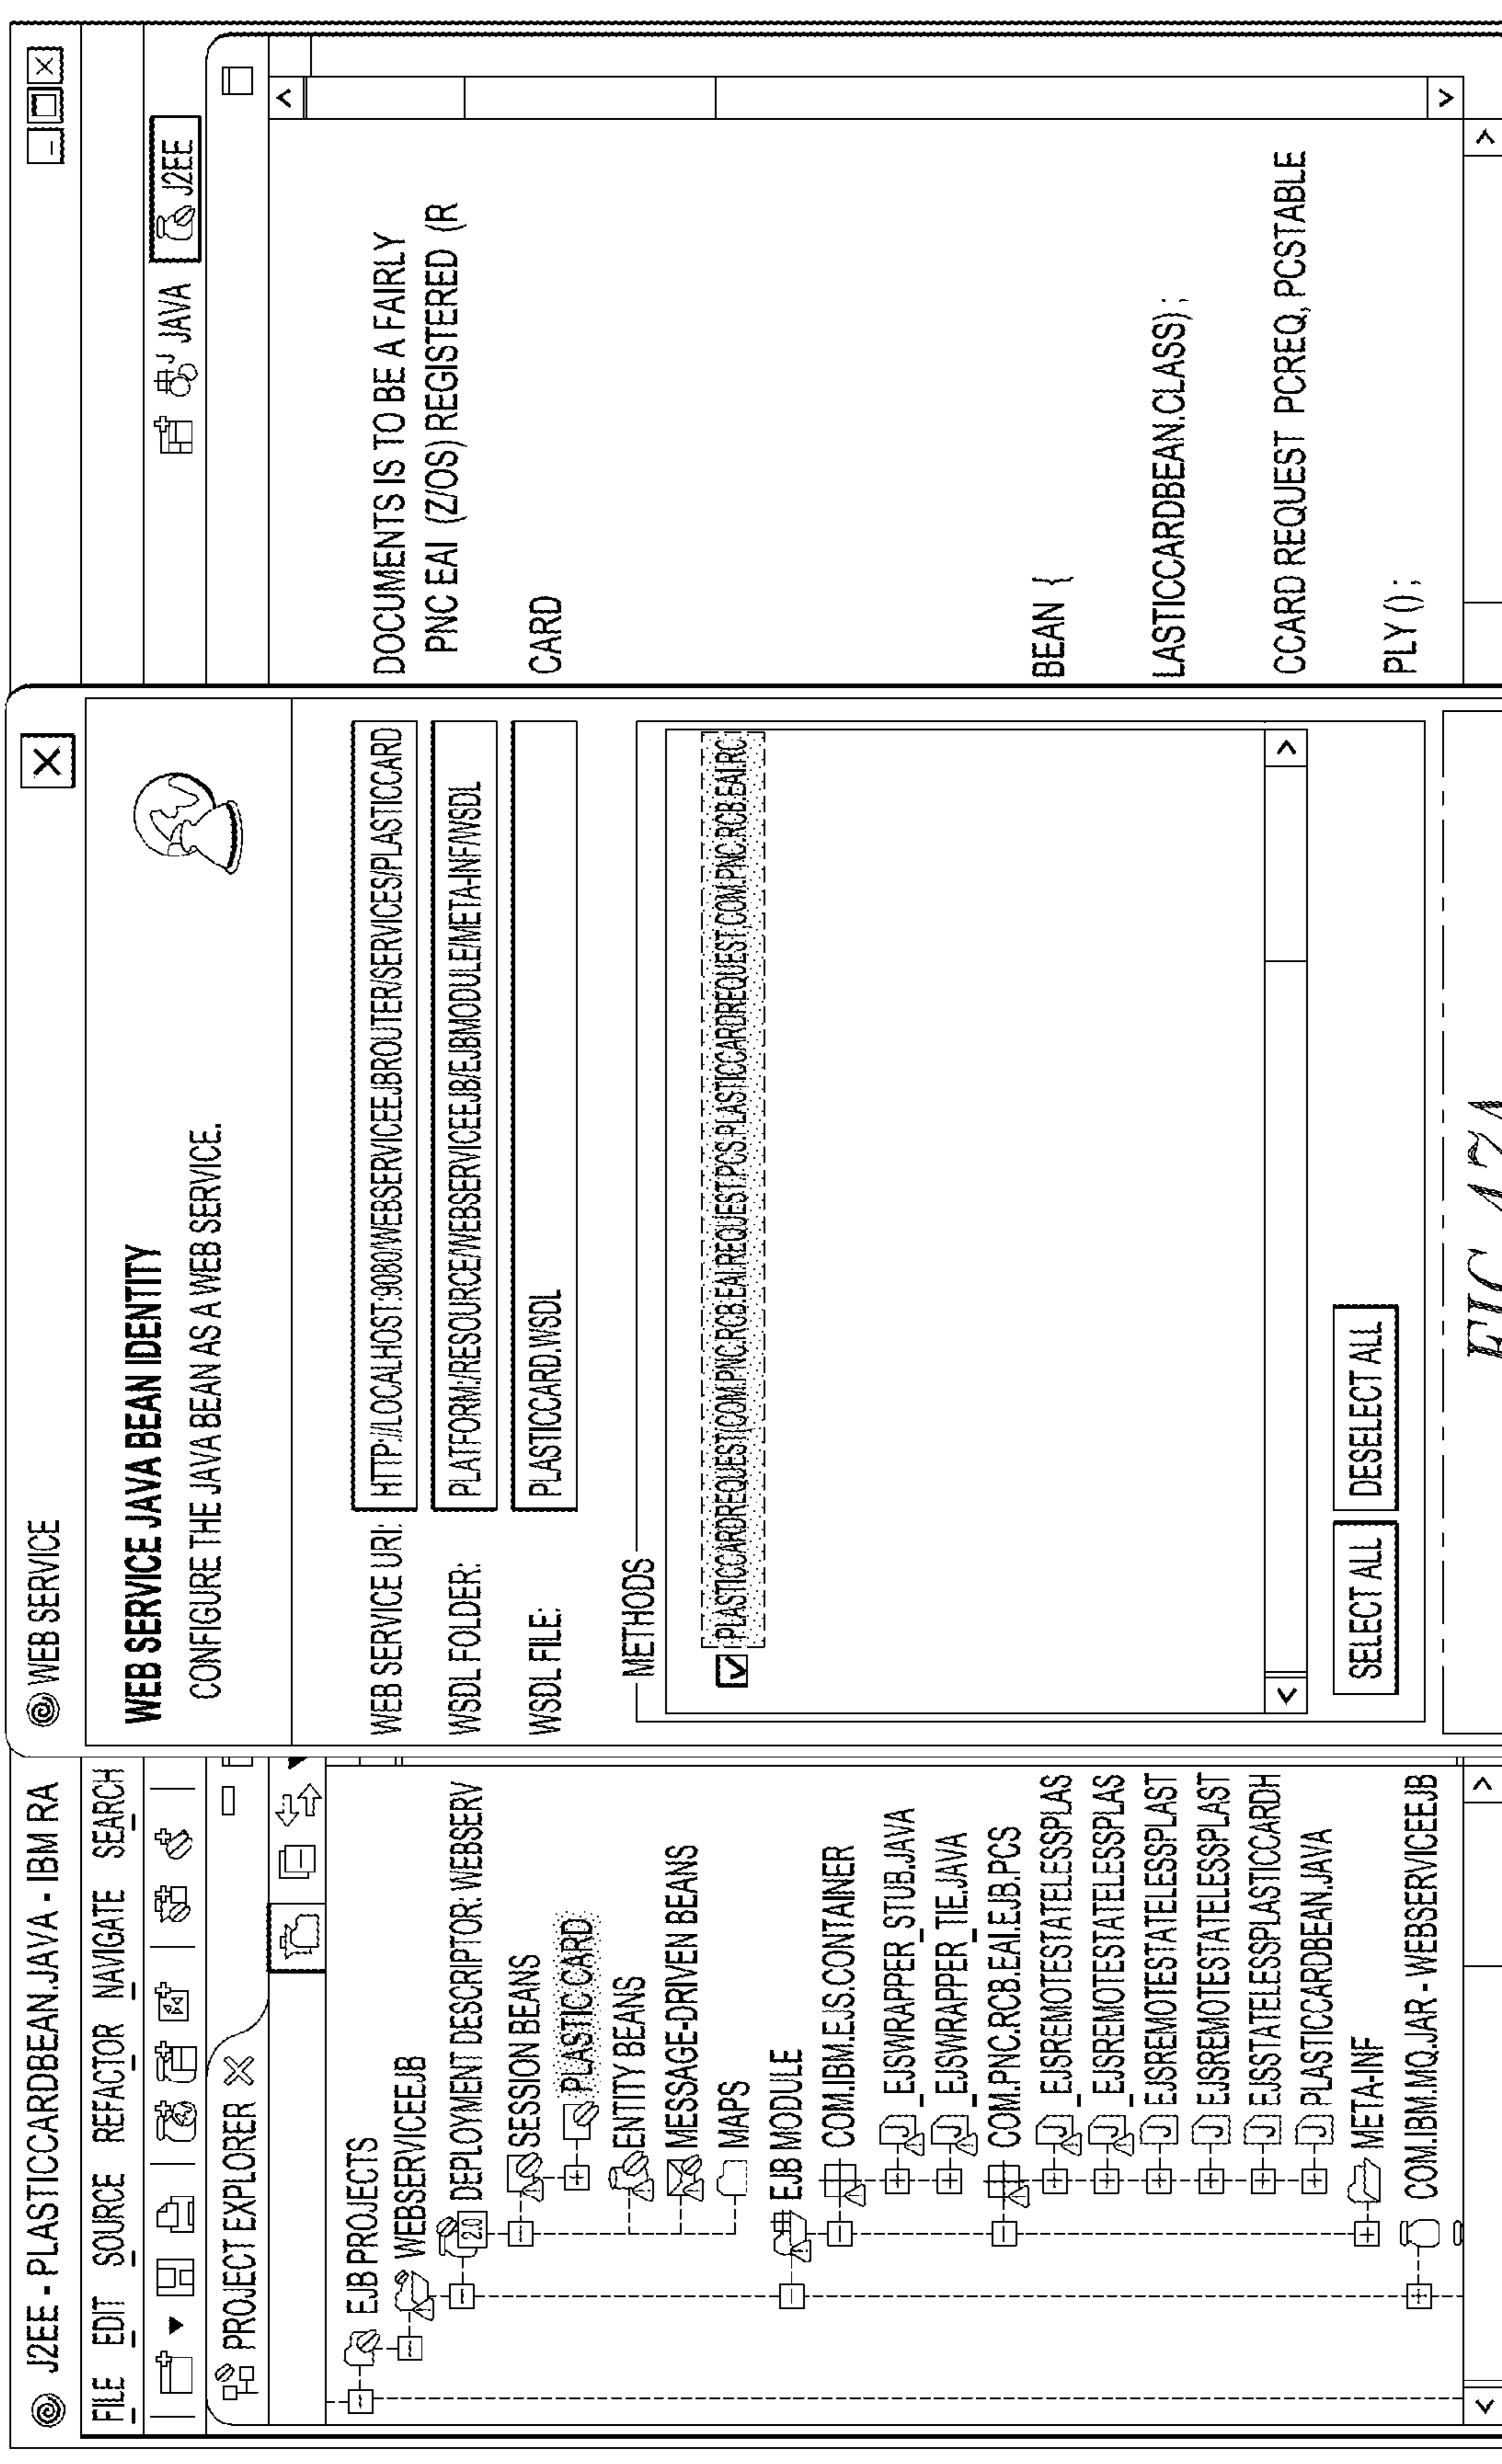 J2EE - PLASTICCARDBEAN.JAVA - IBM RA
FILE EDIT SOURCE REFACTOR NAVIGATE SEARCH
PROJECT EXPLORER
EJB PROJECTS
WEBSERVICEEJB
2.0 DEPLOYMENT DESCRIPTOR: WEBSERV
SESSION BEANS
PLASTIC CARD
ENTITY BEANS
MESSAGE-DRIVEN BEANS
MAPS
EJB MODULE
COM.IBM.EJS.CONTAINER
J _EJSWRAPPER_STUB.JAVA
J _EJSWRAPPER_TIE.JAVA
COM.PNC.RCB.EAI.EJB.PCS
J _EJSREMOTESTATELESSPLAS
J _EJSREMOTESTATELESSPLAS
J EJSREMOTESTATELESSPLAST
J EJSREMOTESTATELESSPLAST
J EJSSTATELESSPLASTICCARDH
J PLASTICCARDBEAN.JAVA
META-INF
COM.IBM.MQ.JAR - WEBSERVICEEJB
WEB SERVICE
WEB SERVICE JAVA BEAN IDENTITY
CONFIGURE THE JAVA BEAN AS A WEB SERVICE.
WEB SERVICE URI: HTTP://LOCALHOST:9080/WEBSERVICEEJBROUTER/SERVICES/PLASTICCARD
WSDL FOLDER: PLATFORM:/RESOURCE/WEBSERVICEEJB/EJBMODULE/META-INF/WSDL
WSDL FILE: PLASTICCARD.WSDL
METHODS
PLASTICCARDREQUEST(COM.PNC.RCB.EAI.REQUEST.PCS.PLASTICCARDREQUEST,COM.PNC.RCB.EAI.RC
SELECT ALL DESELECT ALL
J JAVA J2EE
DOCUMENTS IS TO BE A FAIRLY
PNC EAI (Z/OS) REGISTERED (R
CARD
BEAN {
LASTICCARDBEAN.CLASS) ;
CCARD REQUEST PCREQ, PCSTABLE
PLY () ;
FIG. 47A